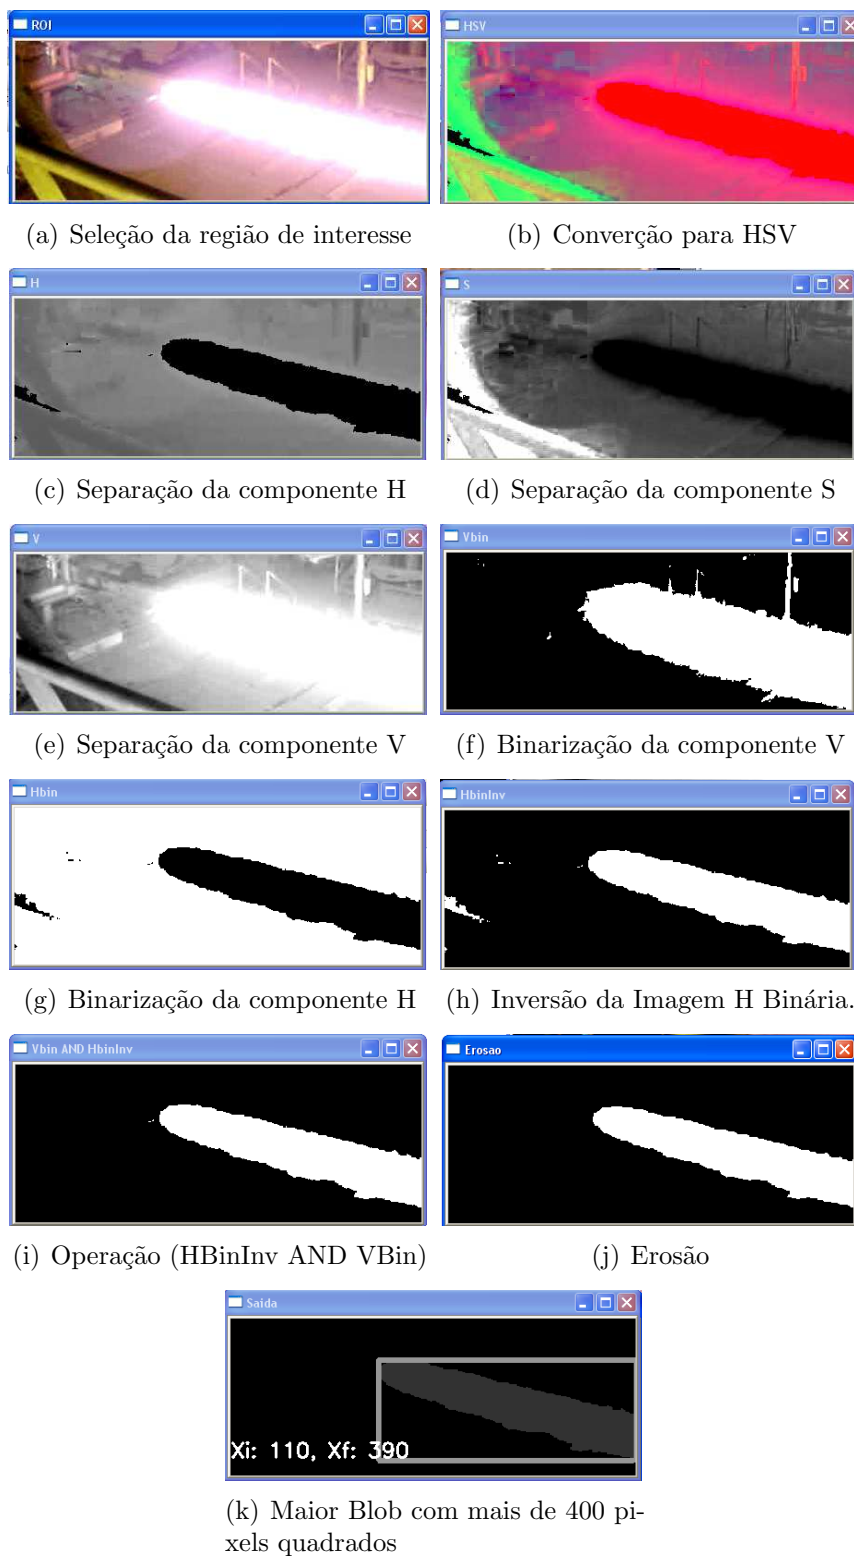 ROI
HSV
(a) Seleção da região de interesse
(b) Converção para HSV
H
S
(c) Separação da componente H
(d) Separação da componente S
V
Vbin
(e) Separação da componente V
(f) Binarização da componente V
Hbin
HbinInv
(g) Binarização da componente H
(h) Inversão da Imagem H Binária.
Vbin AND HbinInv
Erosao
(i) Operação (HBinInv AND VBin)
(j) Erosão
Saida
Xi: 110, Xf: 390
(k) Maior Blob com mais de 400 pi-
xels quadrados